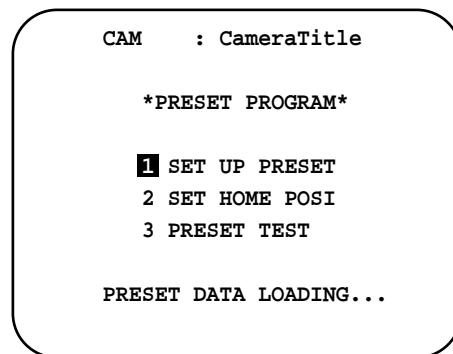 CAM : CameraTitle
*PRESET PROGRAM*
1 SET UP PRESET
2 SET HOME POSI
3 PRESET TEST
PRESET DATA LOADING...